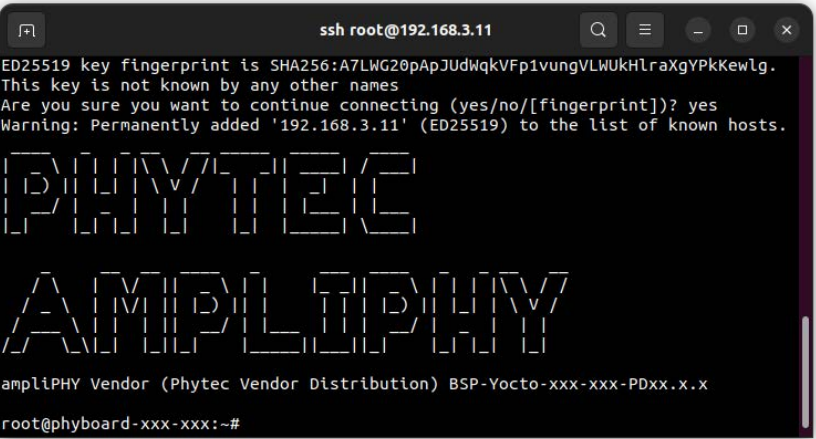 ssh root@192.168.3.11
ED25519 key fingerprint is SHA256:A7LWG20pApJUdWqkVFp1vungVLWUkHlraXgYPkKewlg.
This key is not known by any other names
Are you sure you want to continue connecting (yes/no/[fingerprint])? yes
Warning: Permanently added '192.168.3.11' (ED25519) to the list of known hosts.
PHYTEC
AMPLIPHY
ampliPHY Vendor (Phytec Vendor Distribution) BSP-Yocto-xxx-xxx-PDxx.x.x
root@phyboard-xxx-xxx:~#